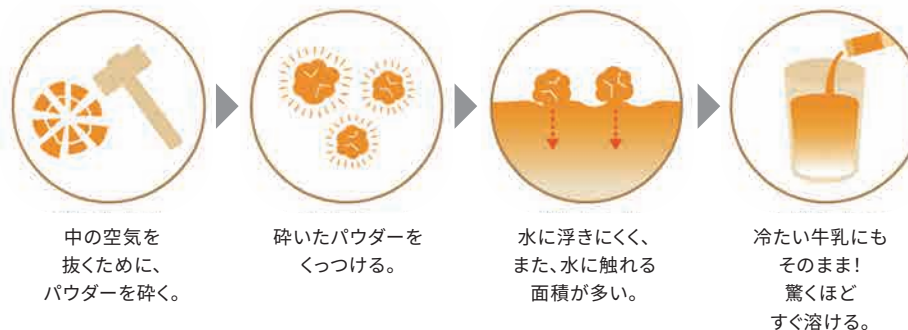 中の空気を
抜くために、
パウダーを砕く。
砕いたパウダーを
くっつける。
水に浮きにくく、
また、水に触れる
面積が多い。
冷たい牛乳にも
そのまま!
驚くほど
すぐ溶ける。